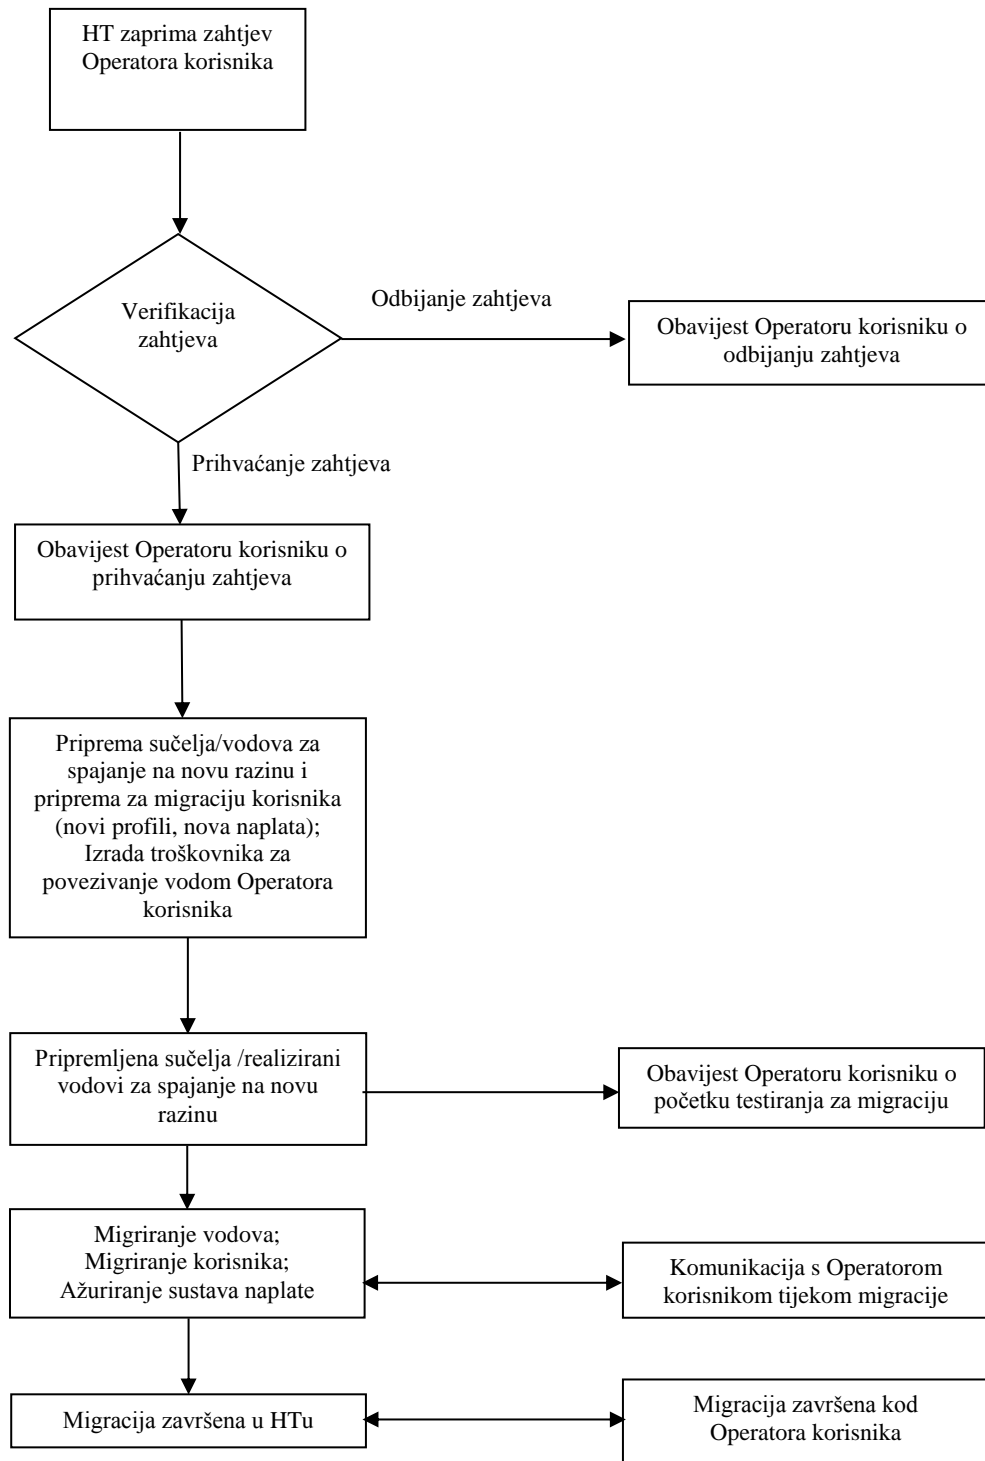 HT zaprima zahtjev
Operatora korisnika
Verifikacija
zahtjeva
Odbijanje zahtjeva
Obavijest Operatoru korisniku o
odbijanju zahtjeva
Prihvaćanje zahtjeva
Obavijest Operatoru korisniku o
prihvaćanju zahtjeva
Priprema sučelja/vodova za
spajanje na novu razinu i
priprema za migraciju korisnika
(novi profili, nova naplata);
Izrada troškovnika za
povezivanje vodom Operatora
korisnika
Pripremljena sučelja /realizirani
vodovi za spajanje na novu
razinu
Obavijest Operatoru korisniku o
početku testiranja za migraciju
Migriranje vodova;
Migriranje korisnika;
Ažuriranje sustava naplate
Komunikacija s Operatorom
korisnikom tijekom migracije
Migracija završena u HTu
Migracija završena kod
Operatora korisnika